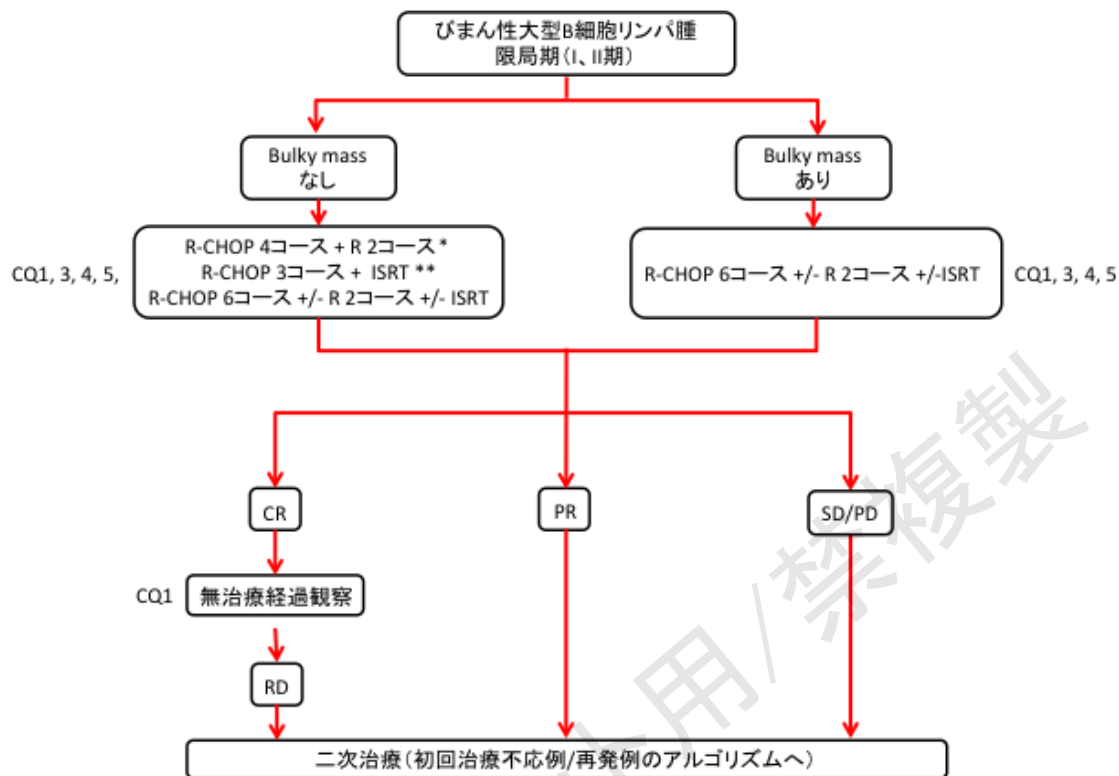 びまん性大型B細胞リンパ腫
限局期(I、II期)
Bulky mass
なし
Bulky mass
あり
CQ1, 3, 4, 5,
R-CHOP 4コース + R 2コース*
R-CHOP 3コース + ISRT **
R-CHOP 6コース +/- R 2コース +/- ISRT
R-CHOP 6コース +/- R 2コース +/-ISRT
CQ1, 3, 4, 5
CR
PR
SD/PD
CQ1
無治療経過観察
RD
二次治療(初回治療不応例/再発例のアルゴリズムへ)
用/禁複製